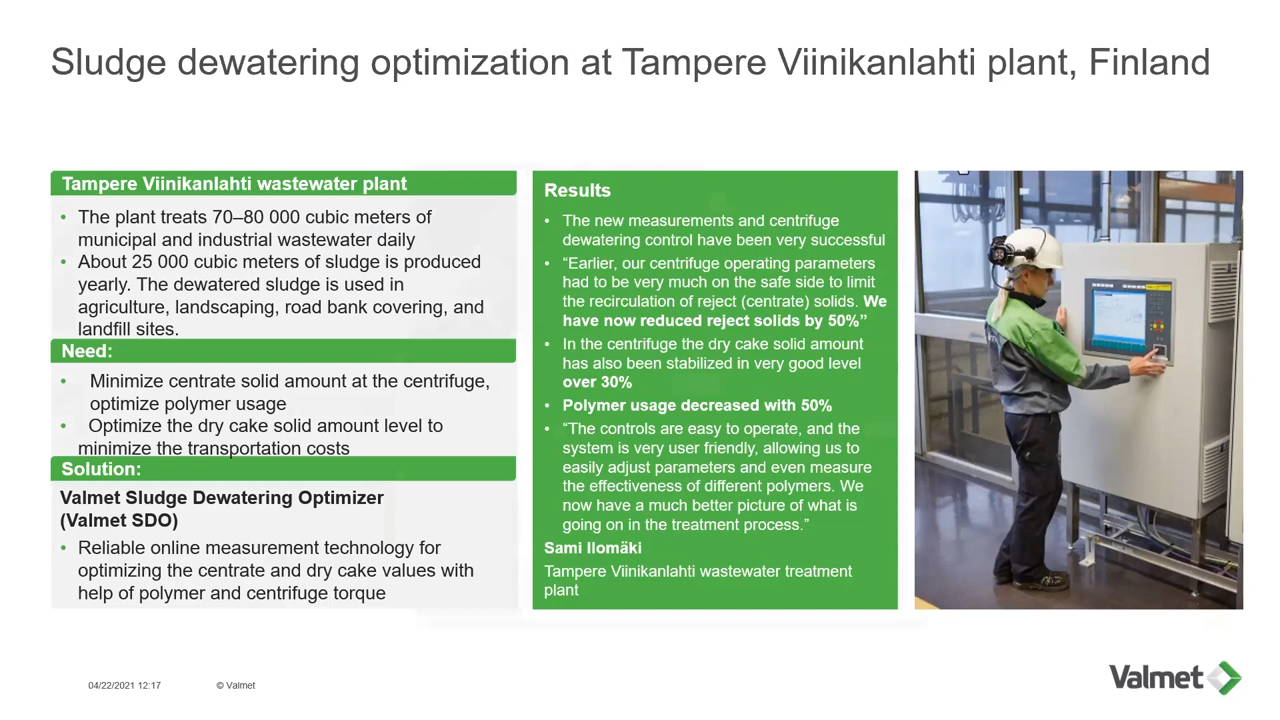 Sludge dewatering optimization at Tampere Viinikanlahti plant, Finland
Tampere Viinikanlahti wastewater plant
• The plant treats 70–80 000 cubic meters of
municipal and industrial wastewater daily
• About 25 000 cubic meters of sludge is produced
yearly. The dewatered sludge is used in
agriculture, landscaping, road bank covering, and
landfill sites.
Need:
• Minimize centrate solid amount at the centrifuge,
optimize polymer usage
• Optimize the dry cake solid amount level to
minimize the transportation costs
Solution:
Valmet Sludge Dewatering Optimizer
(Valmet SDO)
• Reliable online measurement technology for
optimizing the centrate and dry cake values with
help of polymer and centrifuge torque
Results
• The new measurements and centrifuge
dewatering control have been very successful
• “Earlier, our centrifuge operating parameters
had to be very much on the safe side to limit
the recirculation of reject (centrate) solids. We
have now reduced reject solids by 50%”
• In the centrifuge the dry cake solid amount
has also been stabilized in very good level
over 30%
• Polymer usage decreased with 50%
• “The controls are easy to operate, and the
system is very user friendly, allowing us to
easily adjust parameters and even measure
the effectiveness of different polymers. We
now have a much better picture of what is
going on in the treatment process.”
Sami Ilomäki
Tampere Viinikanlahti wastewater treatment
plant
04/22/2021 12:17
© Valmet
Valmet